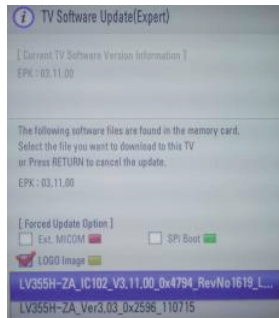 TV Software Update(Expert)
[ Current TV Software Version Information ]
EPK : 03.11.00
The following software files are found in the memory card.
Select the file you want to download to this TV
or Press RETURN to cancel the update.
EPK : 03.11.00
[ Forced Update Option ]
Ext. MICOM
SPI Boot
LOGO Image
LV355H-ZA_IC102_V3.11.00_0x4794_RevNo1619_L...
LV355H-ZA_Ver3.03_0x2596_110715